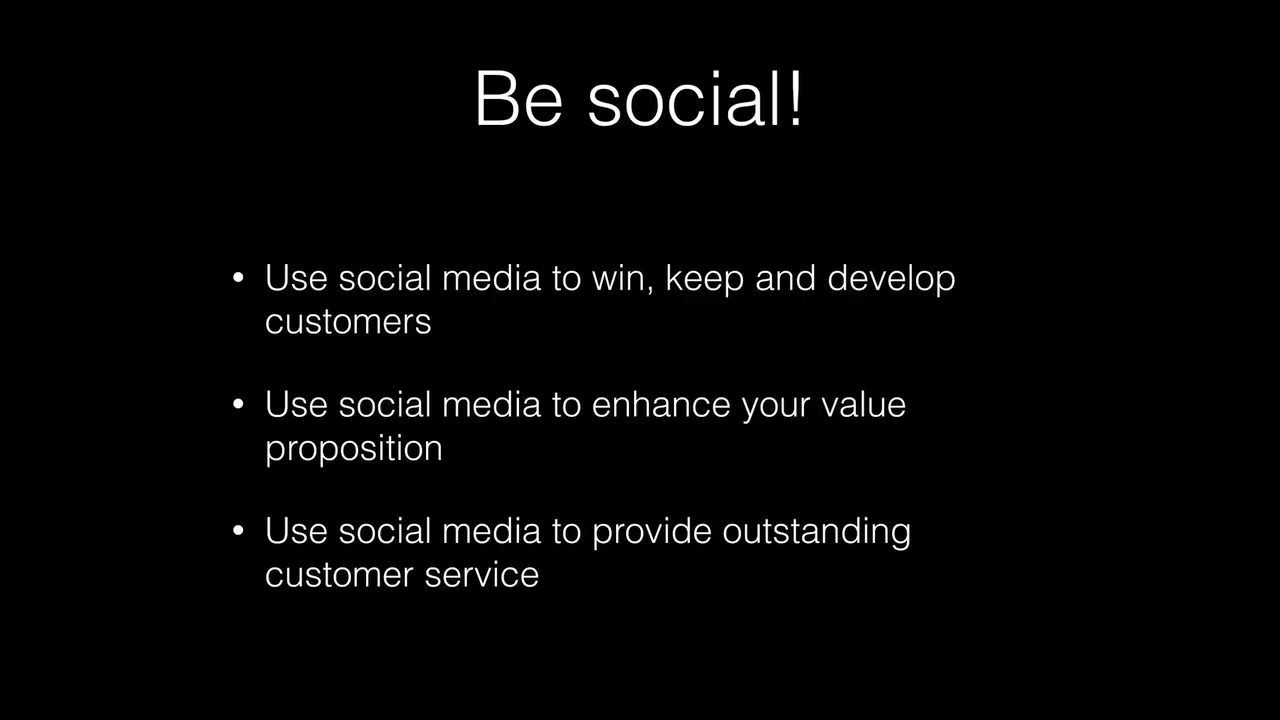 Be social!
• Use social media to win, keep and develop
customers
• Use social media to enhance your value
proposition
• Use social media to provide outstanding
customer service